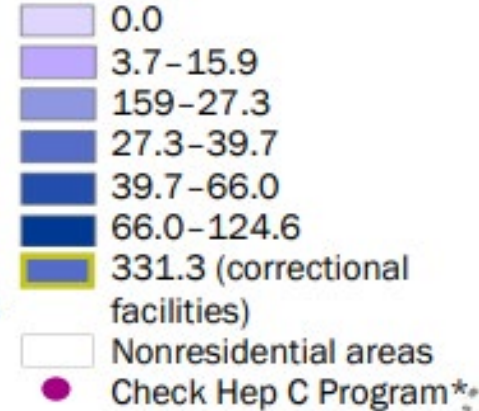 0.0
3.7–15.9
159–27.3
27.3–39.7
39.7–66.0
66.0–124.6
331.3 (correctional
facilities)
Nonresidential areas
Check Hep C Program*